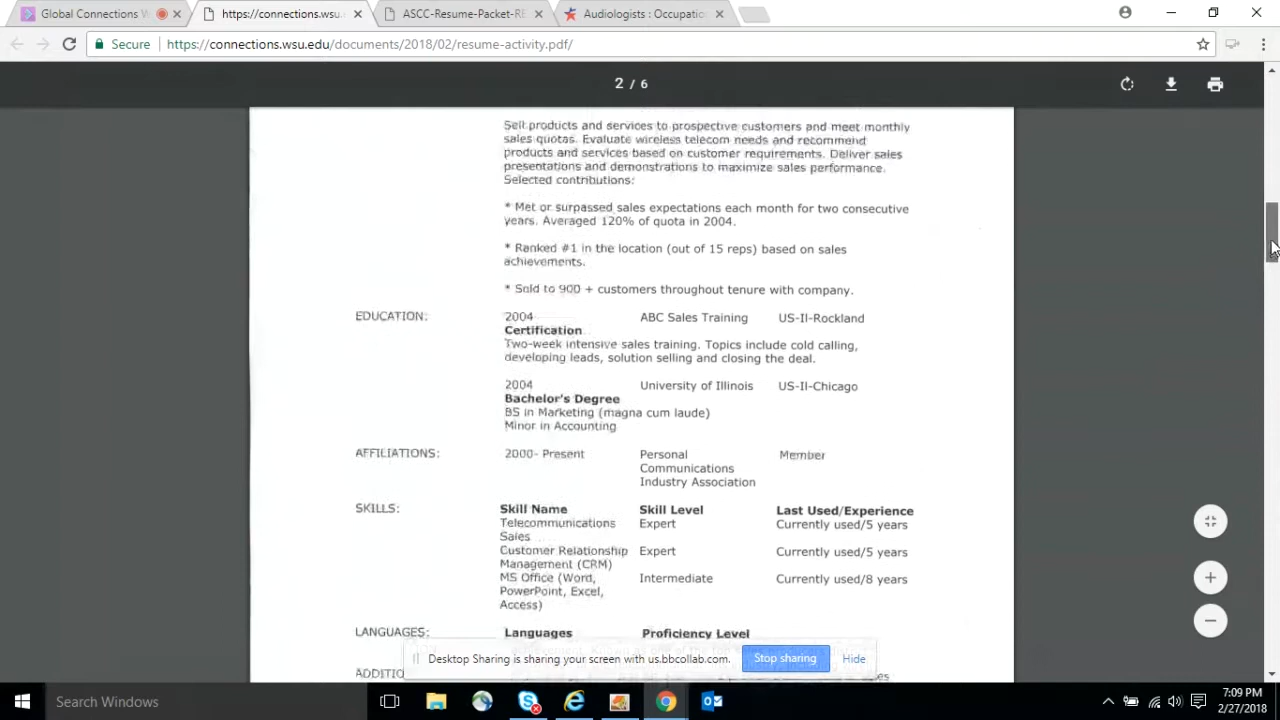 Global Connections W
https://connections.wsu.
ASCC-Resume-Packet-RE
Audiologists : Occupatio
Secure https://connections.wsu.edu/documents/2018/02/resume-activity.pdf/
2 / 6
Sell products and services to prospective customers and meet monthly
sales quotas. Evaluate wireless telecom needs and recommend
products and services based on customer requirements. Deliver sales
presentations and demonstrations to maximize sales performance.
Selected contributions:
* Met or surpassed sales expectations each month for two consecutive
years. Averaged 120% of quota in 2004.
* Ranked #1 in the location (out of 15 reps) based on sales
achievements.
* Sold to 900 + customers throughout tenure with company.
EDUCATION: 2004 ABC Sales Training US-Il-Rockland
Certification
Two-week intensive sales training. Topics include cold calling,
developing leads, solution selling and closing the deal.
2004 University of Illinois US-Il-Chicago
Bachelor's Degree
BS in Marketing (magna cum laude)
Minor in Accounting
AFFILIATIONS: 2000- Present Personal Member
Communications
Industry Association
SKILLS: Skill Name Skill Level Last Used/Experience
Telecommunications Expert Currently used/5 years
Sales
Customer Relationship Expert Currently used/5 years
Management (CRM)
MS Office (Word, Intermediate Currently used/8 years
PowerPoint, Excel,
Access)
LANGUAGES: Languages Proficiency Level
Desktop Sharing is sharing your screen with us.bbcollab.com. Stop sharing Hide
ADDITIO
Search Windows
7:09 PM
2/27/2018